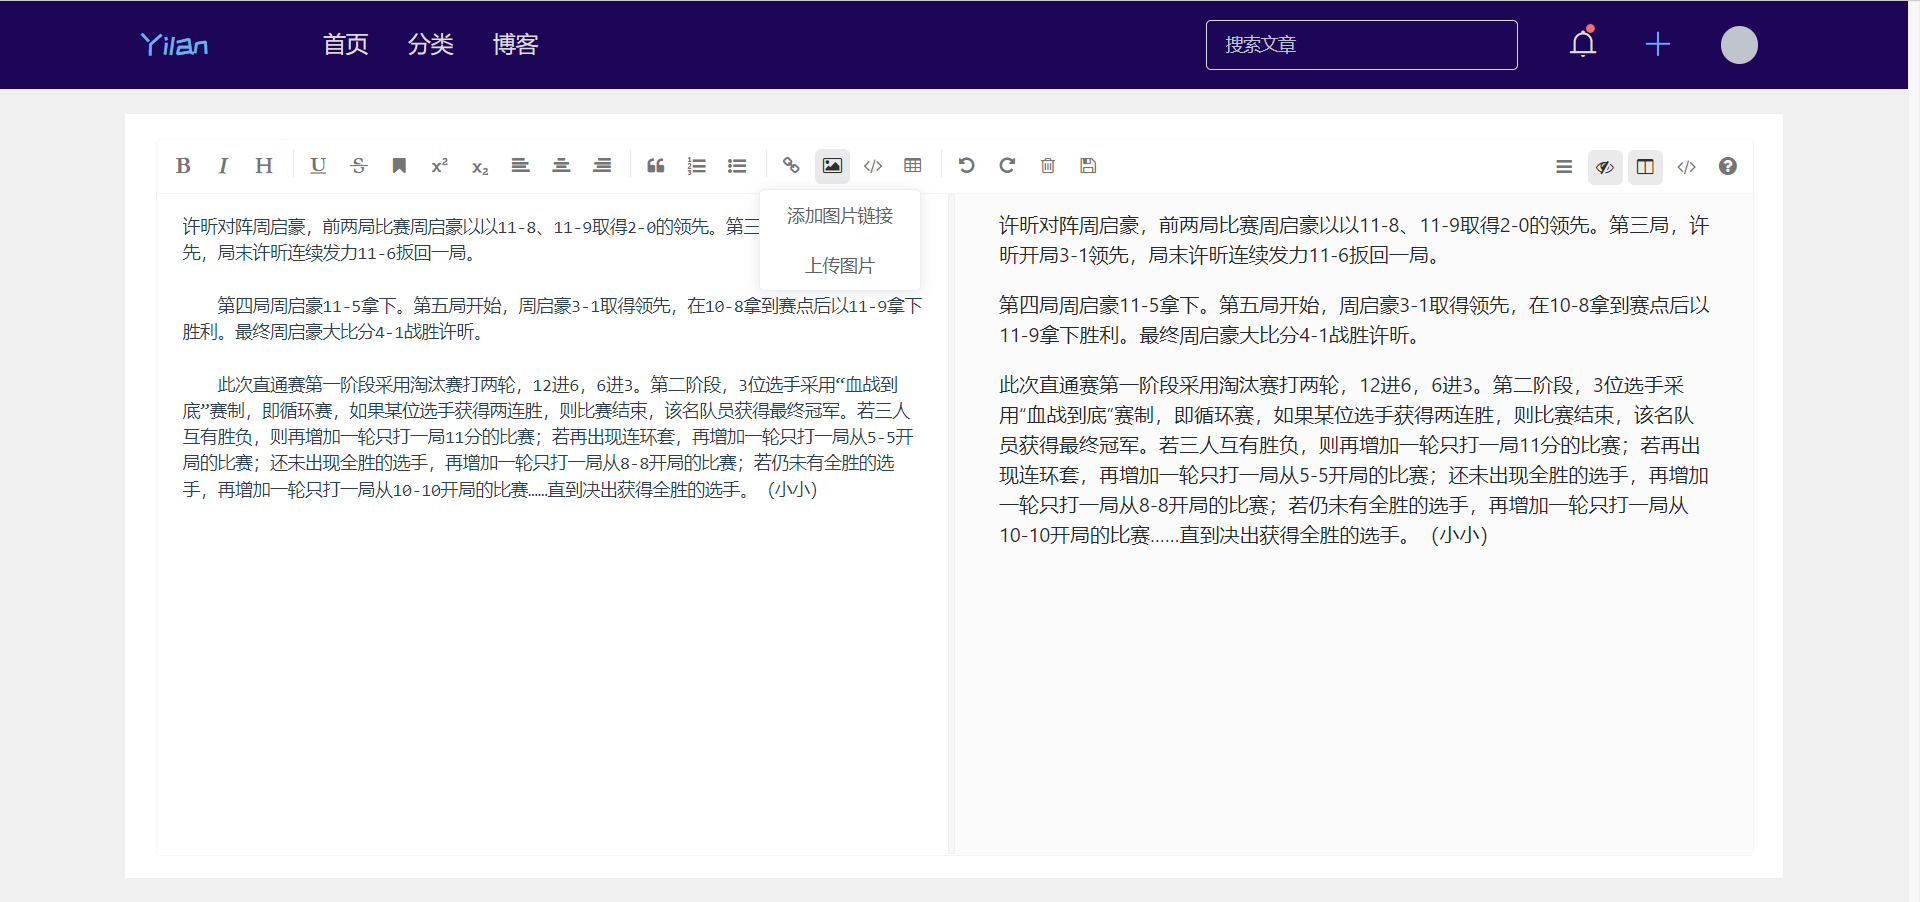 Yilan
首页 分类 博客
搜索文章
B I H U S x² x₂
添加图片链接
上传图片
许昕对阵周启豪，前两局比赛周启豪以以11-8、11-9取得2-0的领先。第三
先，局末许昕连续发力11-6扳回一局。
第四局周启豪11-5拿下。第五局开始，周启豪3-1取得领先，在10-8拿到赛点后以11-9拿下
胜利。最终周启豪大比分4-1战胜许昕。
此次直通赛第一阶段采用淘汰赛打两轮，12进6，6进3。第二阶段，3位选手采用“血战到
底”赛制，即循环赛，如果某位选手获得两连胜，则比赛结束，该名队员获得最终冠军。若三人
互有胜负，则再增加一轮只打一局11分的比赛；若再出现连环套，再增加一轮只打一局从5-5开
局的比赛；还未出现全胜的选手，再增加一轮只打一局从8-8开局的比赛；若仍未有全胜的选
手，再增加一轮只打一局从10-10开局的比赛……直到决出获得全胜的选手。（小小）
许昕对阵周启豪，前两局比赛周启豪以以11-8、11-9取得2-0的领先。第三局，许
昕开局3-1领先，局末许昕连续发力11-6扳回一局。
第四局周启豪11-5拿下。第五局开始，周启豪3-1取得领先，在10-8拿到赛点后以
11-9拿下胜利。最终周启豪大比分4-1战胜许昕。
此次直通赛第一阶段采用淘汰赛打两轮，12进6，6进3。第二阶段，3位选手采
用“血战到底”赛制，即循环赛，如果某位选手获得两连胜，则比赛结束，该名队
员获得最终冠军。若三人互有胜负，则再增加一轮只打一局11分的比赛；若再出
现连环套，再增加一轮只打一局从5-5开局的比赛；还未出现全胜的选手，再增加
一轮只打一局从8-8开局的比赛；若仍未有全胜的选手，再增加一轮只打一局从
10-10开局的比赛……直到决出获得全胜的选手。（小小）